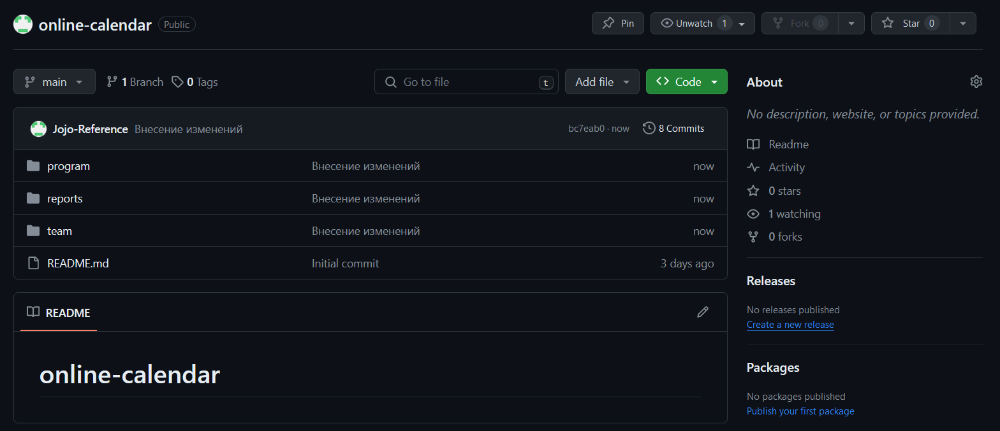 online-calendar Public Pin Unwatch 1 Fork 0 Star 0
main 1 Branch 0 Tags Go to file t Add file Code
Jojo-Reference Внесение изменений bc7eab0 · now 8 Commits
program Внесение изменений now
reports Внесение изменений now
team Внесение изменений now
README.md Initial commit 3 days ago
README
online-calendar
About
No description, website, or topics provided.
Readme
Activity
0 stars
1 watching
0 forks
Releases
No releases published
Create a new release
Packages
No packages published
Publish your first package